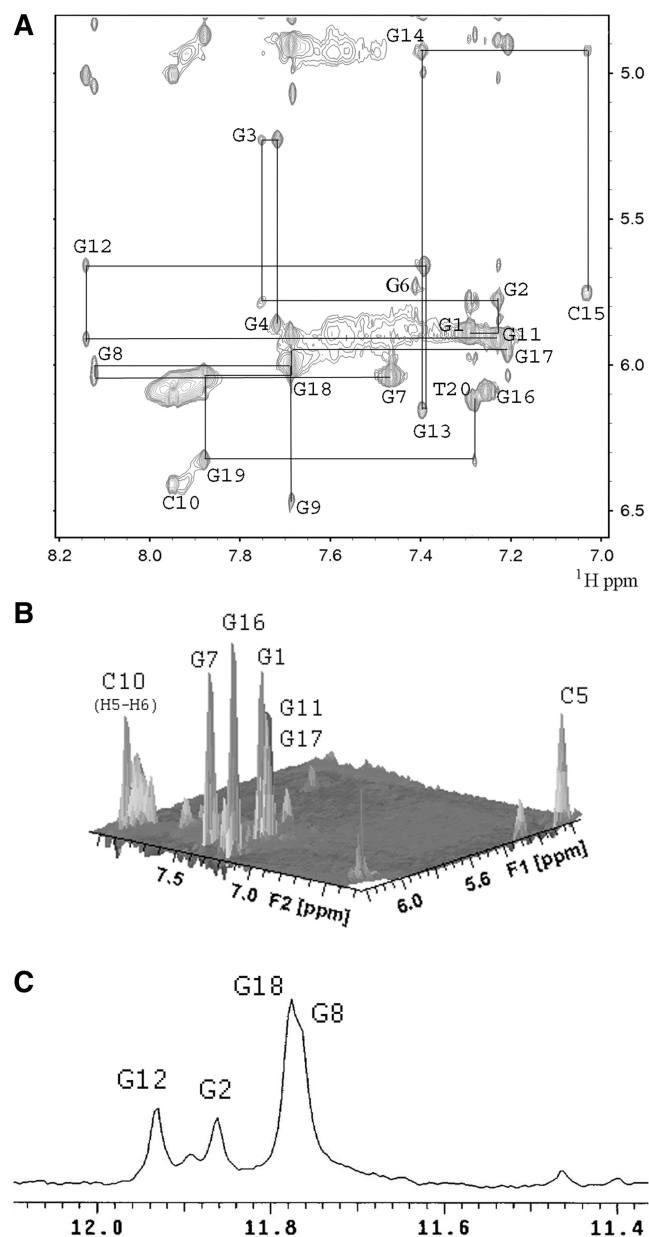 A
G14
5.0
G3
5.5
G12
G6
G2
C15
G4
G1
G11
G8
G17
6.0
G18
G7
T20
G16
G13
G19
C10
G9
6.5
8.2 8.0 7.8 7.6 7.4 7.2 7.0
¹H ppm
B
G16
G7
G1
C10
(H5-H6)
G11
G17
C5
7.5 7.0 F2 [ppm]
6.0 5.6 F1 [ppm]
C
G18
G8
G12
G2
12.0 11.8 11.6 11.4